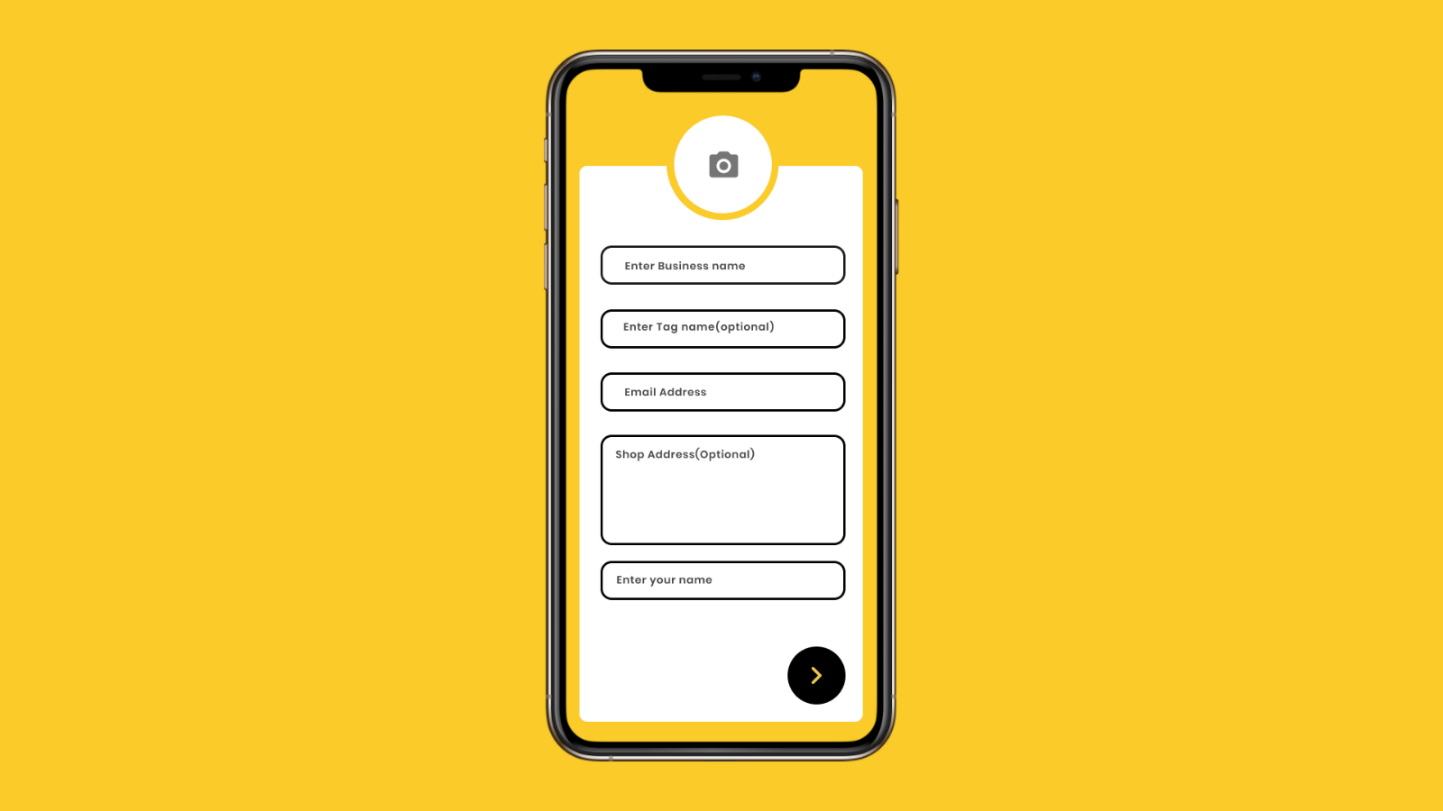 Enter Business name
Enter Tag name(optional)
Email Address
Shop Address(Optional)
Enter your name